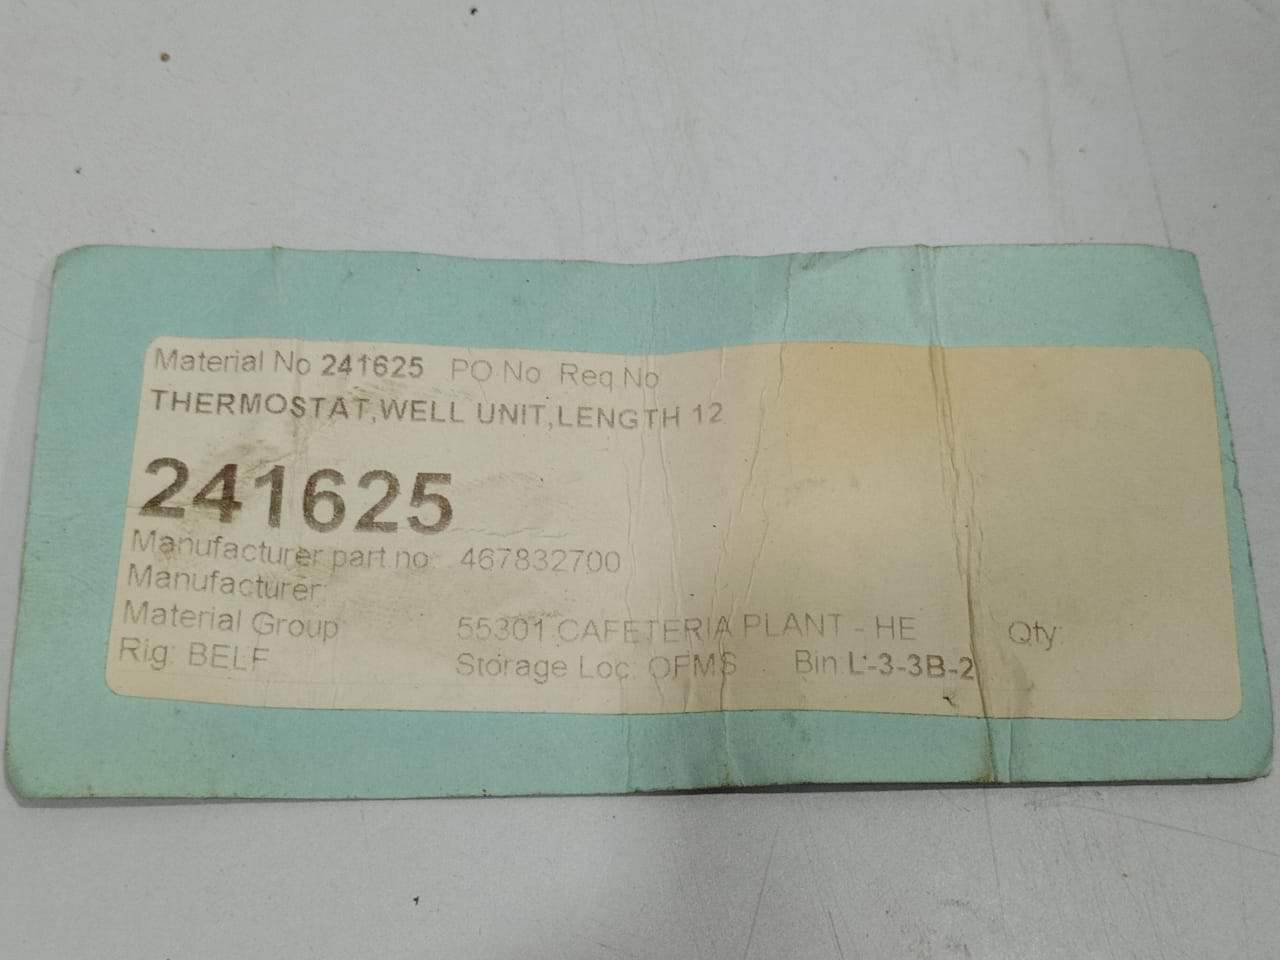 Material No 241625 PO No Req No
THERMOSTAT,WELL UNIT,LENGTH 12
241625
Manufacturer part no: 467832700
Manufacturer:
Material Group: 55301 CAFETERIA PLANT - HE Qty:
Rig: BELF Storage Loc: OFMS Bin L-3-3B-2